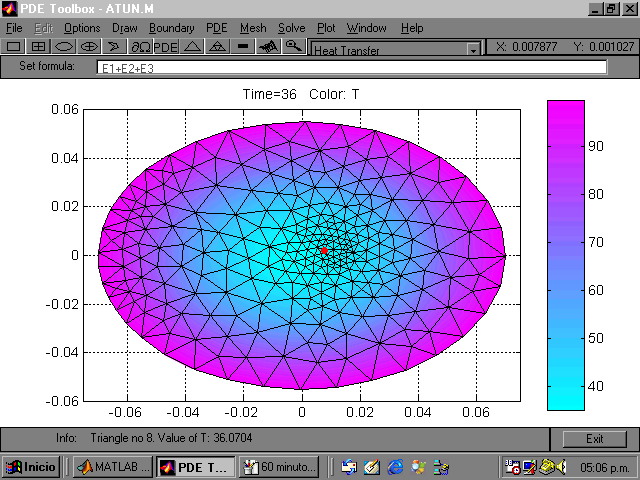 PDE Toolbox - ATUN.M
File Edit Options Draw Boundary PDE Mesh Solve Plot Window Help
∂Ω PDE Heat Transfer X: 0.007877 Y: 0.001027
Set formula: E1+E2+E3
Time=36 Color: T
0.06
0.04
0.02
0
-0.02
-0.04
-0.06
-0.06 -0.04 -0.02 0 0.02 0.04 0.06
90
80
70
60
50
40
Info: Triangle no 8. Value of T: 36.0704 Exit
Inicio MATLAB ... PDE T... 60 minuto... 05:06 p.m.